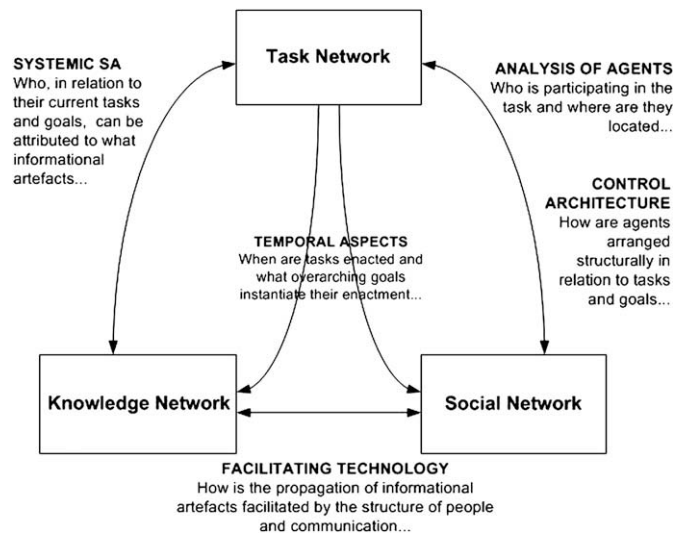 Task Network
SYSTEMIC SA
Who, in relation to
their current tasks
and goals, can be
attributed to what
informational
artefacts...
ANALYSIS OF AGENTS
Who is participating in the
task and where are they
located...
CONTROL
ARCHITECTURE
How are agents
arranged
structurally in
relation to tasks
and goals...
TEMPORAL ASPECTS
When are tasks enacted and
what overarching goals
instantiate their enactment...
Knowledge Network
Social Network
FACILITATING TECHNOLOGY
How is the propagation of informational
artefacts facilitated by the structure of people
and communication...